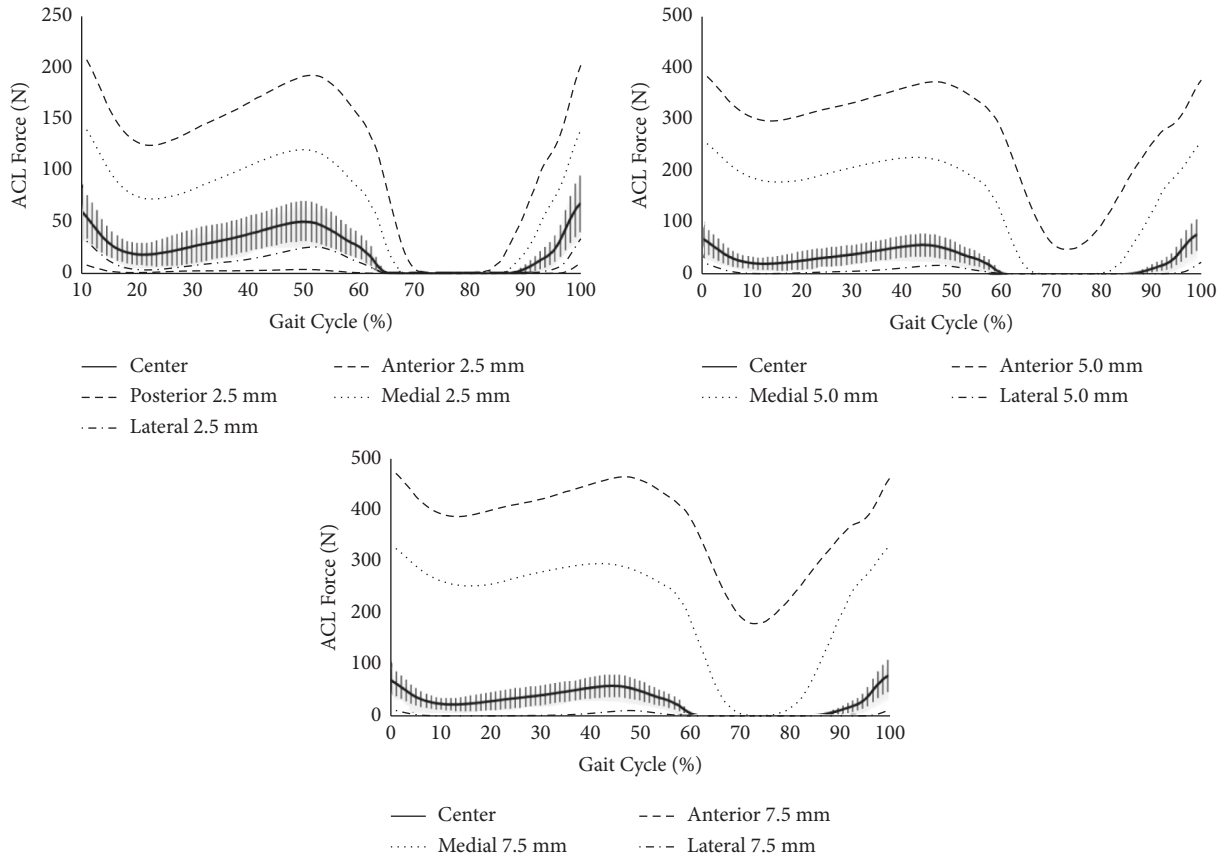 250
200
150
100
50
0
ACL Force (N)
10 20 30 40 50 60 70 80 90 100
Gait Cycle (%)
Center
Anterior 2.5 mm
Posterior 2.5 mm
Medial 2.5 mm
Lateral 2.5 mm
500
400
300
200
100
0
ACL Force (N)
0 10 20 30 40 50 60 70 80 90 100
Gait Cycle (%)
Center
Anterior 5.0 mm
Medial 5.0 mm
Lateral 5.0 mm
500
400
300
200
100
0
ACL Force (N)
0 10 20 30 40 50 60 70 80 90 100
Gait Cycle (%)
Center
Anterior 7.5 mm
Medial 7.5 mm
Lateral 7.5 mm